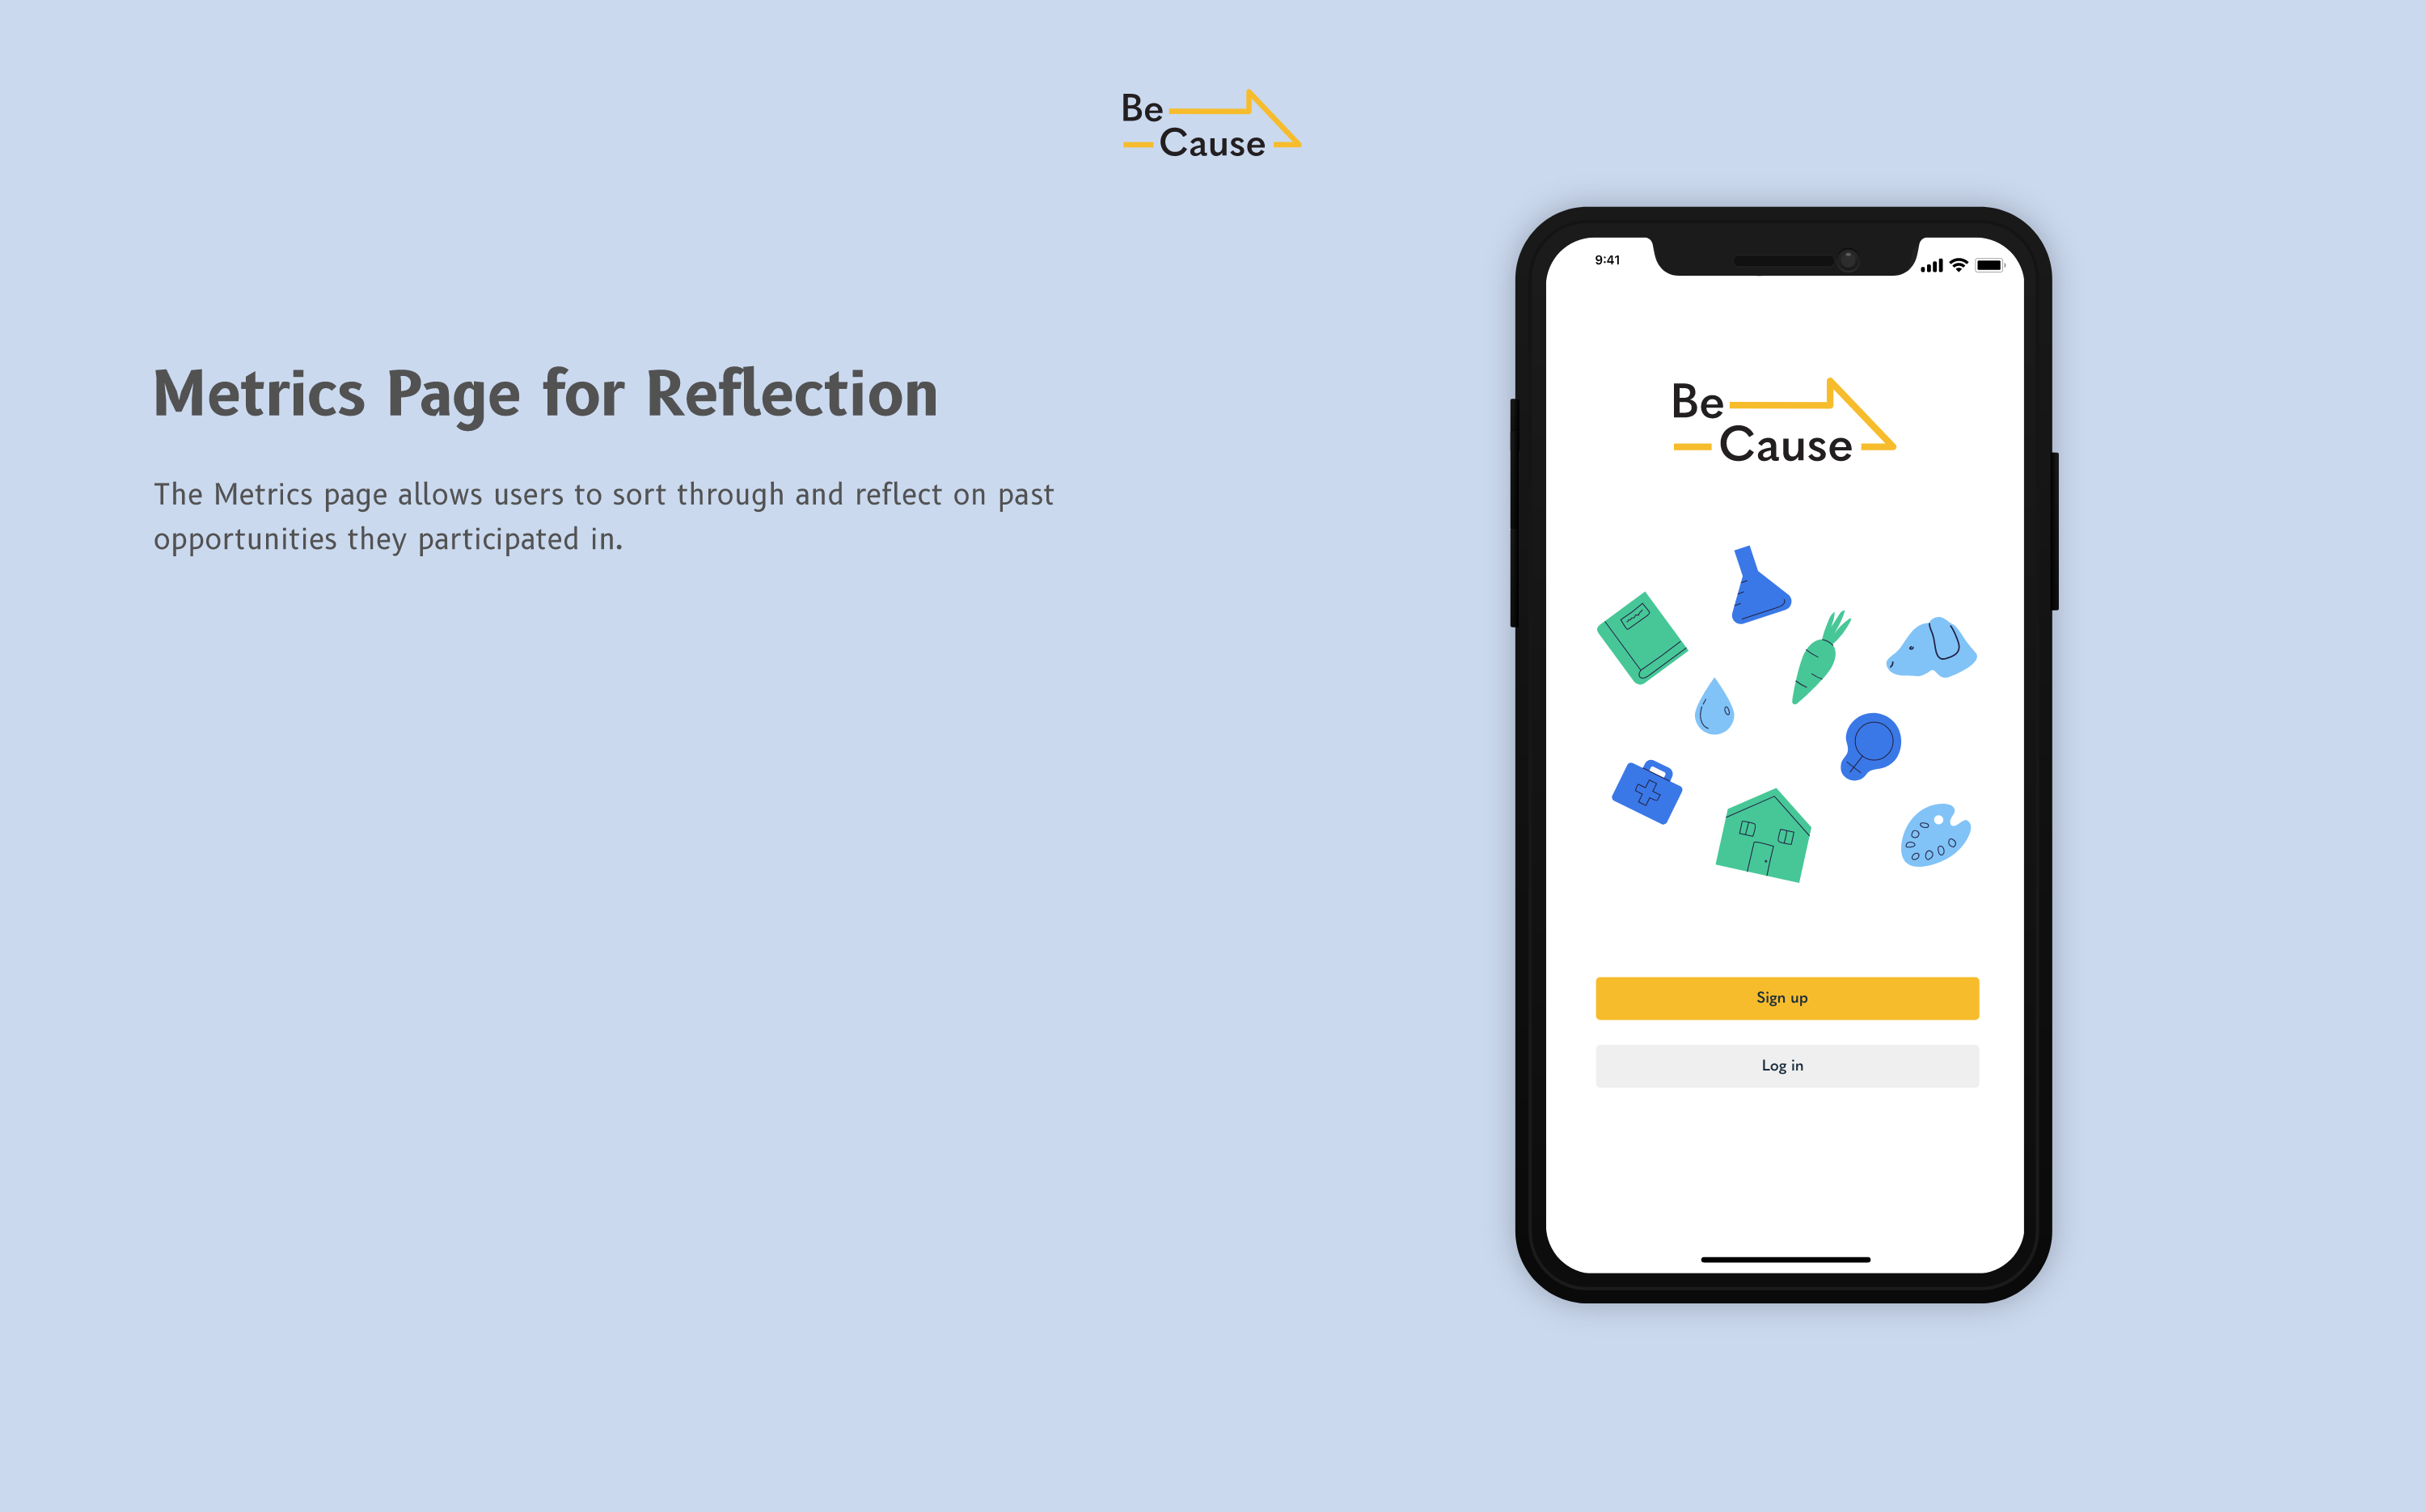 Be
Cause
Metrics Page for Reflection
The Metrics page allows users to sort through and reflect on past
opportunities they participated in.
9:41
Be
Cause
Sign up
Log in